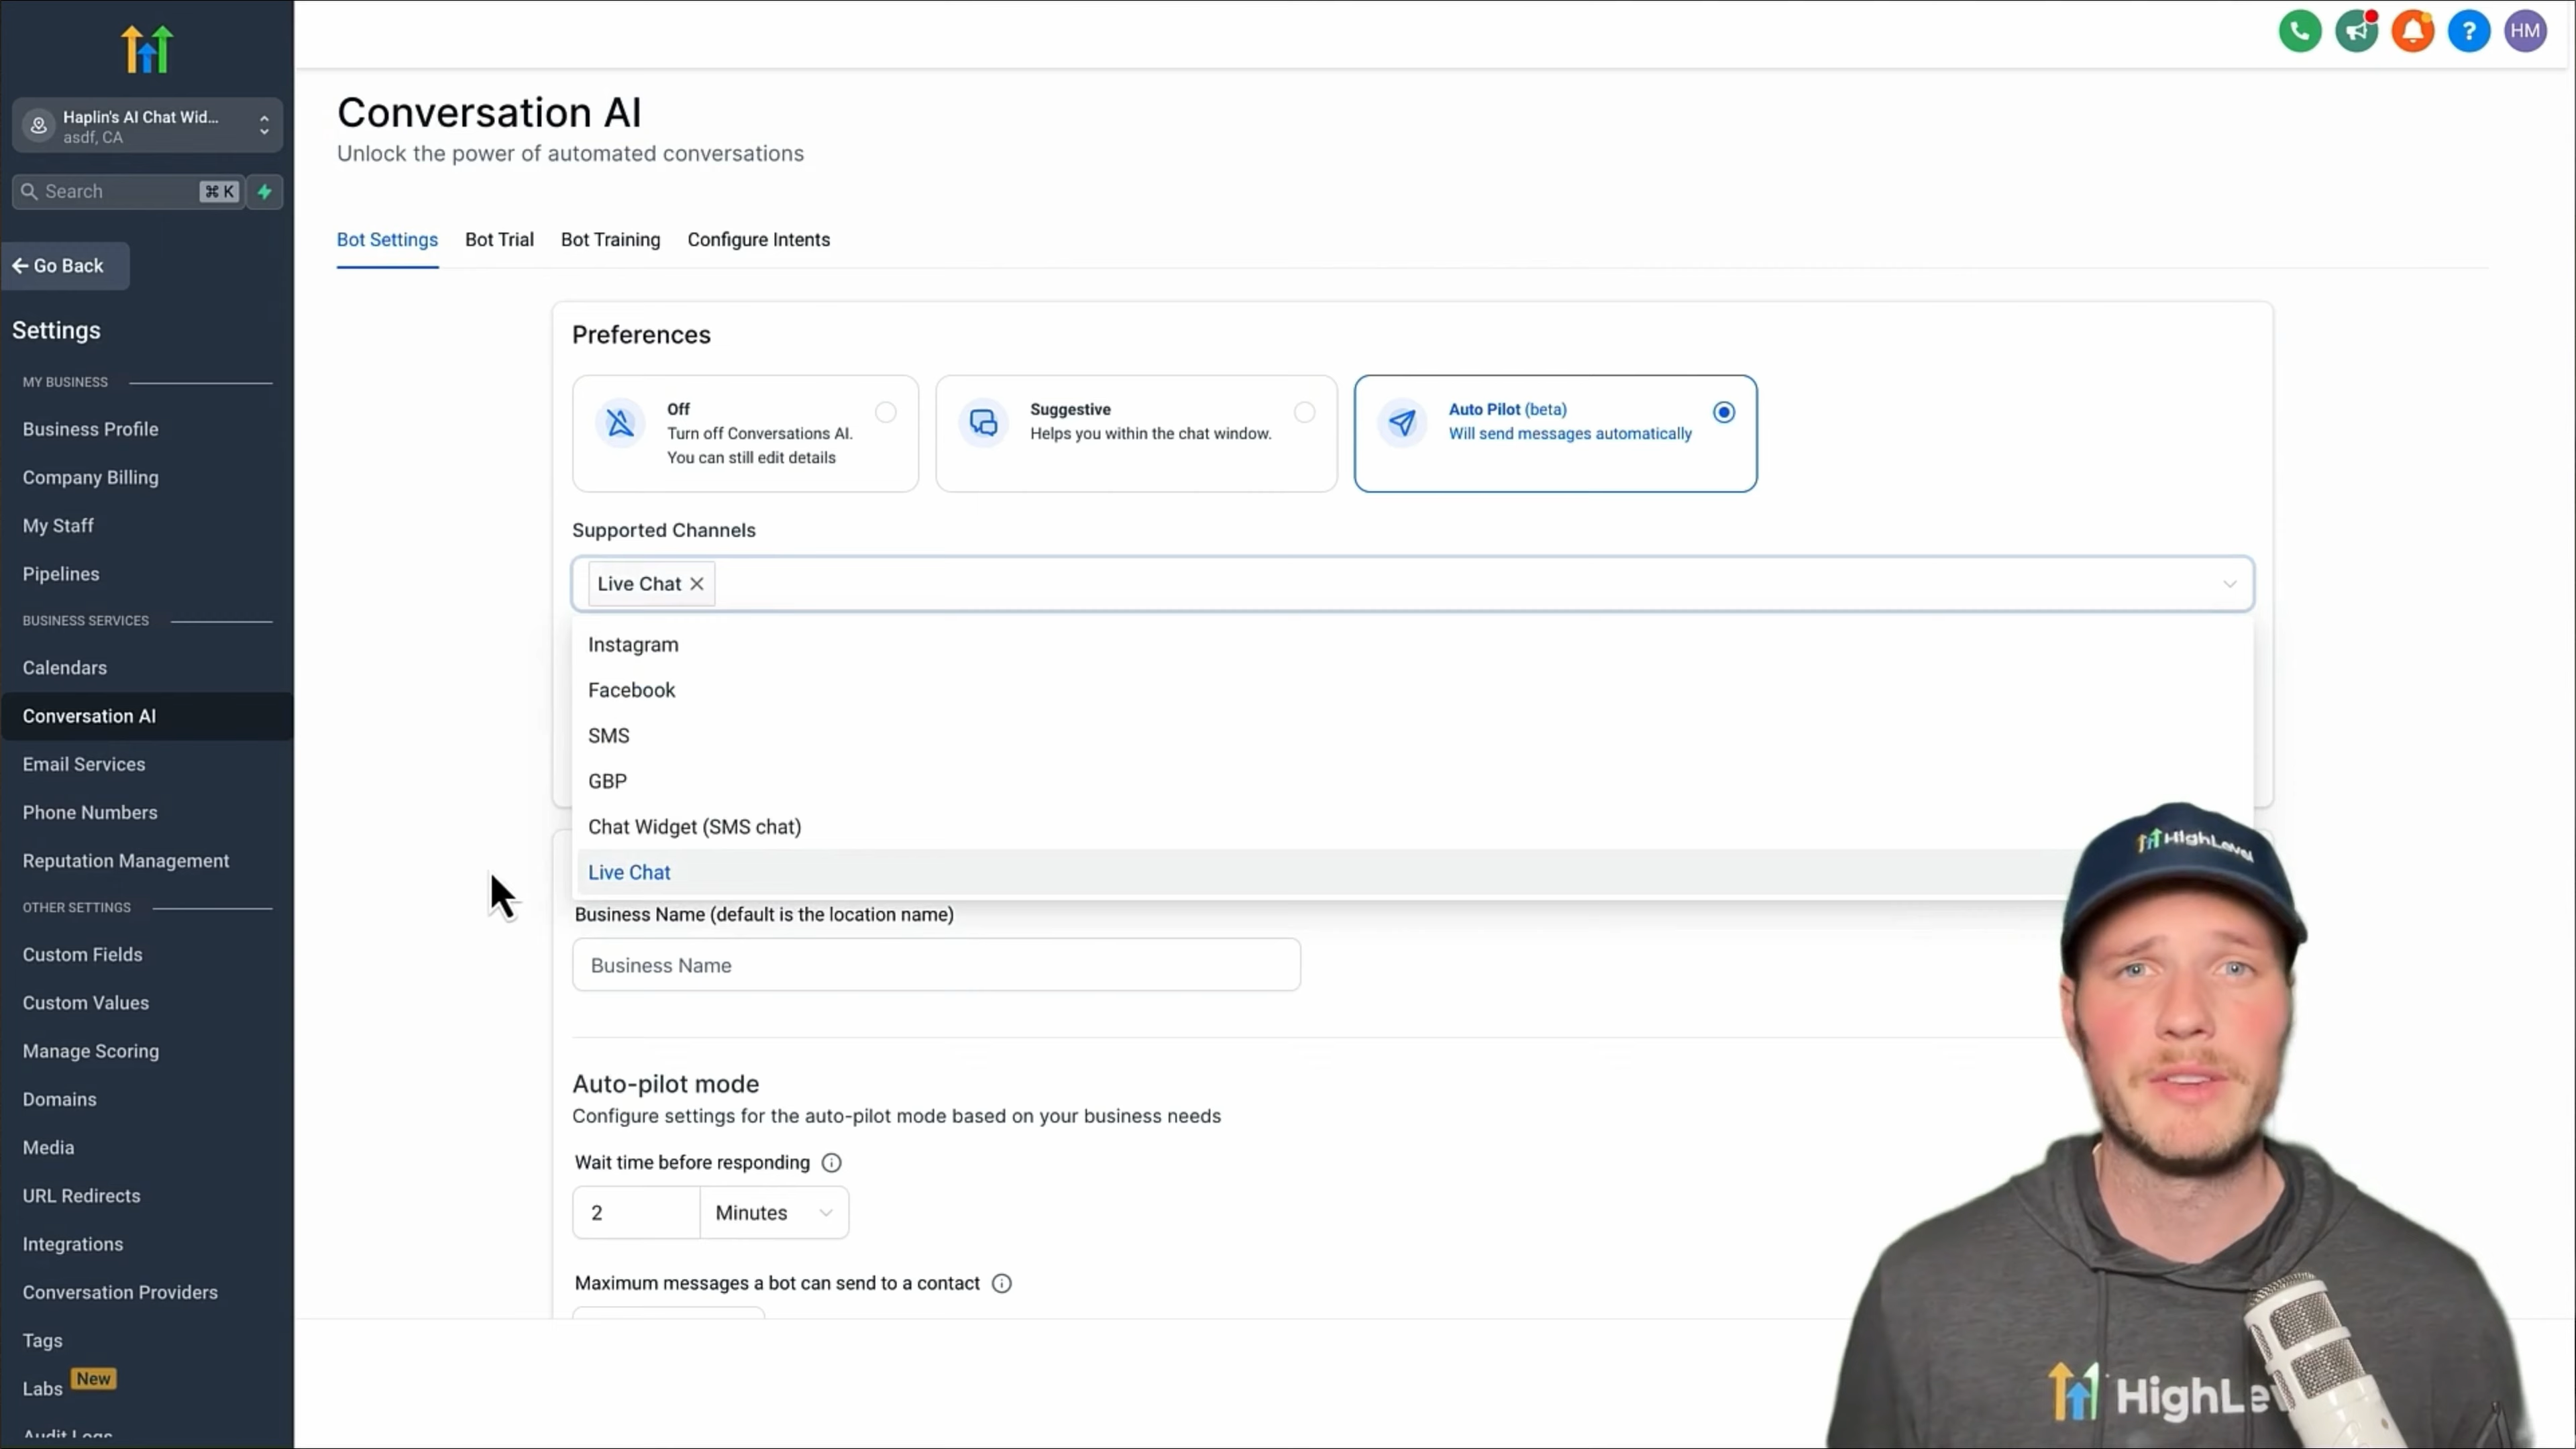 HM
Haplin's AI Chat Wid...
asdf, CA
Search
⌘ K
Go Back
Settings
MY BUSINESS
Business Profile
Company Billing
My Staff
Pipelines
BUSINESS SERVICES
Calendars
Conversation AI
Email Services
Phone Numbers
Reputation Management
OTHER SETTINGS
Custom Fields
Custom Values
Manage Scoring
Domains
Media
URL Redirects
Integrations
Conversation Providers
Tags
Labs New
Audit Logs
Conversation AI
Unlock the power of automated conversations
Bot Settings
Bot Trial
Bot Training
Configure Intents
Preferences
Off
Turn off Conversations AI.
You can still edit details
Suggestive
Helps you within the chat window.
Auto Pilot (beta)
Will send messages automatically
Supported Channels
Live Chat
Instagram
Facebook
SMS
GBP
Chat Widget (SMS chat)
Live Chat
Business Name (default is the location name)
Business Name
Auto-pilot mode
Configure settings for the auto-pilot mode based on your business needs
Wait time before responding
2
Minutes
Maximum messages a bot can send to a contact
HighLevel
HighLe